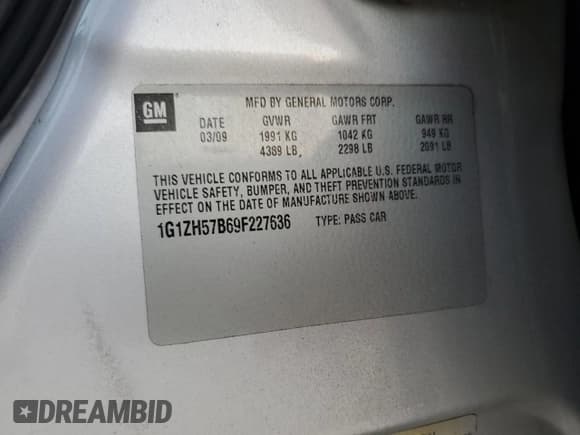 GM
MFD BY GENERAL MOTORS CORP.
DATE GVWR GAWR FRT GAWR RR
03/09 1991 KG 1042 KG 949 KG
4389 LB 2298 LB 2091 LB
THIS VEHICLE CONFORMS TO ALL APPLICABLE U.S. FEDERAL MOTOR
VEHICLE SAFETY, BUMPER, AND THEFT PREVENTION STANDARDS IN
EFFECT ON THE DATE OF MANUFACTURE SHOWN ABOVE.
1G1ZH57B69F227636 TYPE: PASS CAR
DREAMBID